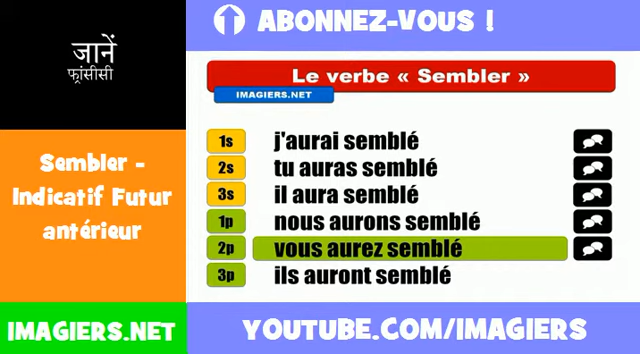 जानें
फ्रांसीसी
Sembler -
Indicatif Futur
antérieur
IMAGIERS.NET
ABONNEZ-VOUS !
Le verbe « Sembler »
IMAGIERS.NET
1s j'aurai semblé
2s tu auras semblé
3s il aura semblé
1p nous aurons semblé
2p vous aurez semblé
3p ils auront semblé
YOUTUBE.COM/IMAGIERS